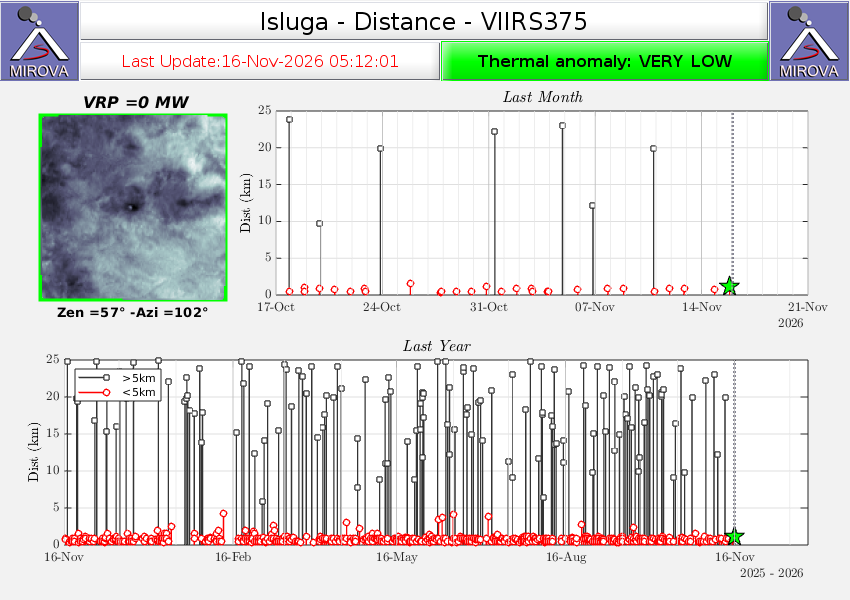 Isluga - Distance - VIIRS375
MIROVA
Last Update:16-Nov-2026 05:12:01
Thermal anomaly: VERY LOW
MIROVA
VRP =0 MW
Zen =57° -Azi =102°
Last Month
Dist (km)
25
20
15
10
5
0
17-Oct
24-Oct
31-Oct
07-Nov
14-Nov
21-Nov
2026
Last Year
Dist (km)
25
20
15
10
5
0
>5km
<5km
16-Nov
16-Feb
16-May
16-Aug
16-Nov
2025 - 2026